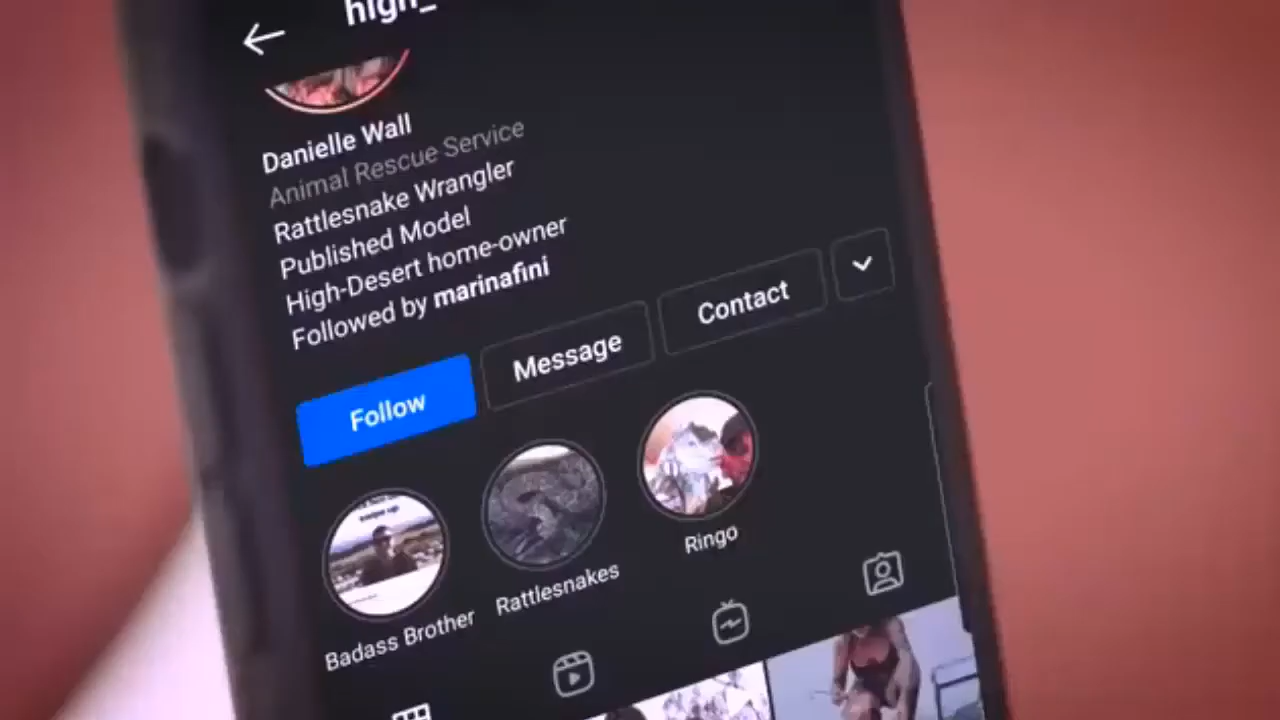 high_
Danielle Wall
Animal Rescue Service
Rattlesnake Wrangler
Published Model
High-Desert home-owner
Followed by marinafini
Follow
Message
Contact
Badass Brother
Rattlesnakes
Ringo